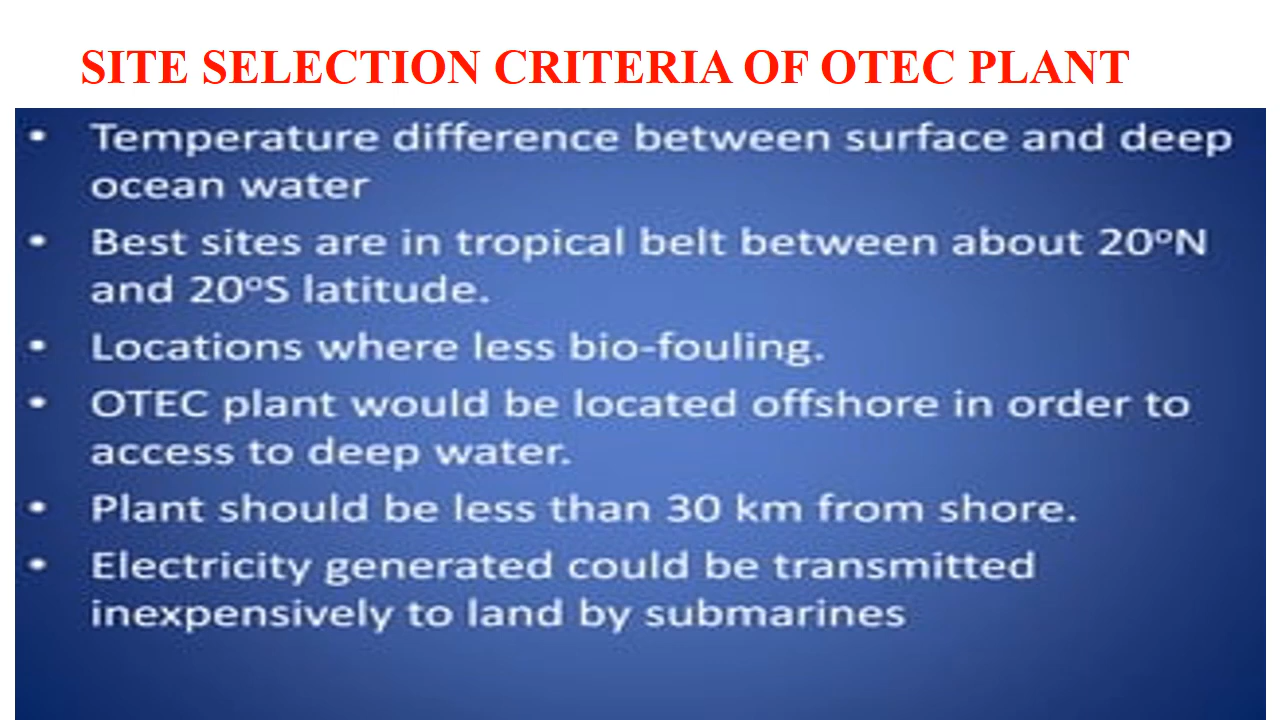 SITE SELECTION CRITERIA OF OTEC PLANT
• Temperature difference between surface and deep
ocean water
• Best sites are in tropical belt between about 20ºN
and 20ºS latitude.
• Locations where less bio-fouling.
• OTEC plant would be located offshore in order to
access to deep water.
• Plant should be less than 30 km from shore.
• Electricity generated could be transmitted
inexpensively to land by submarines